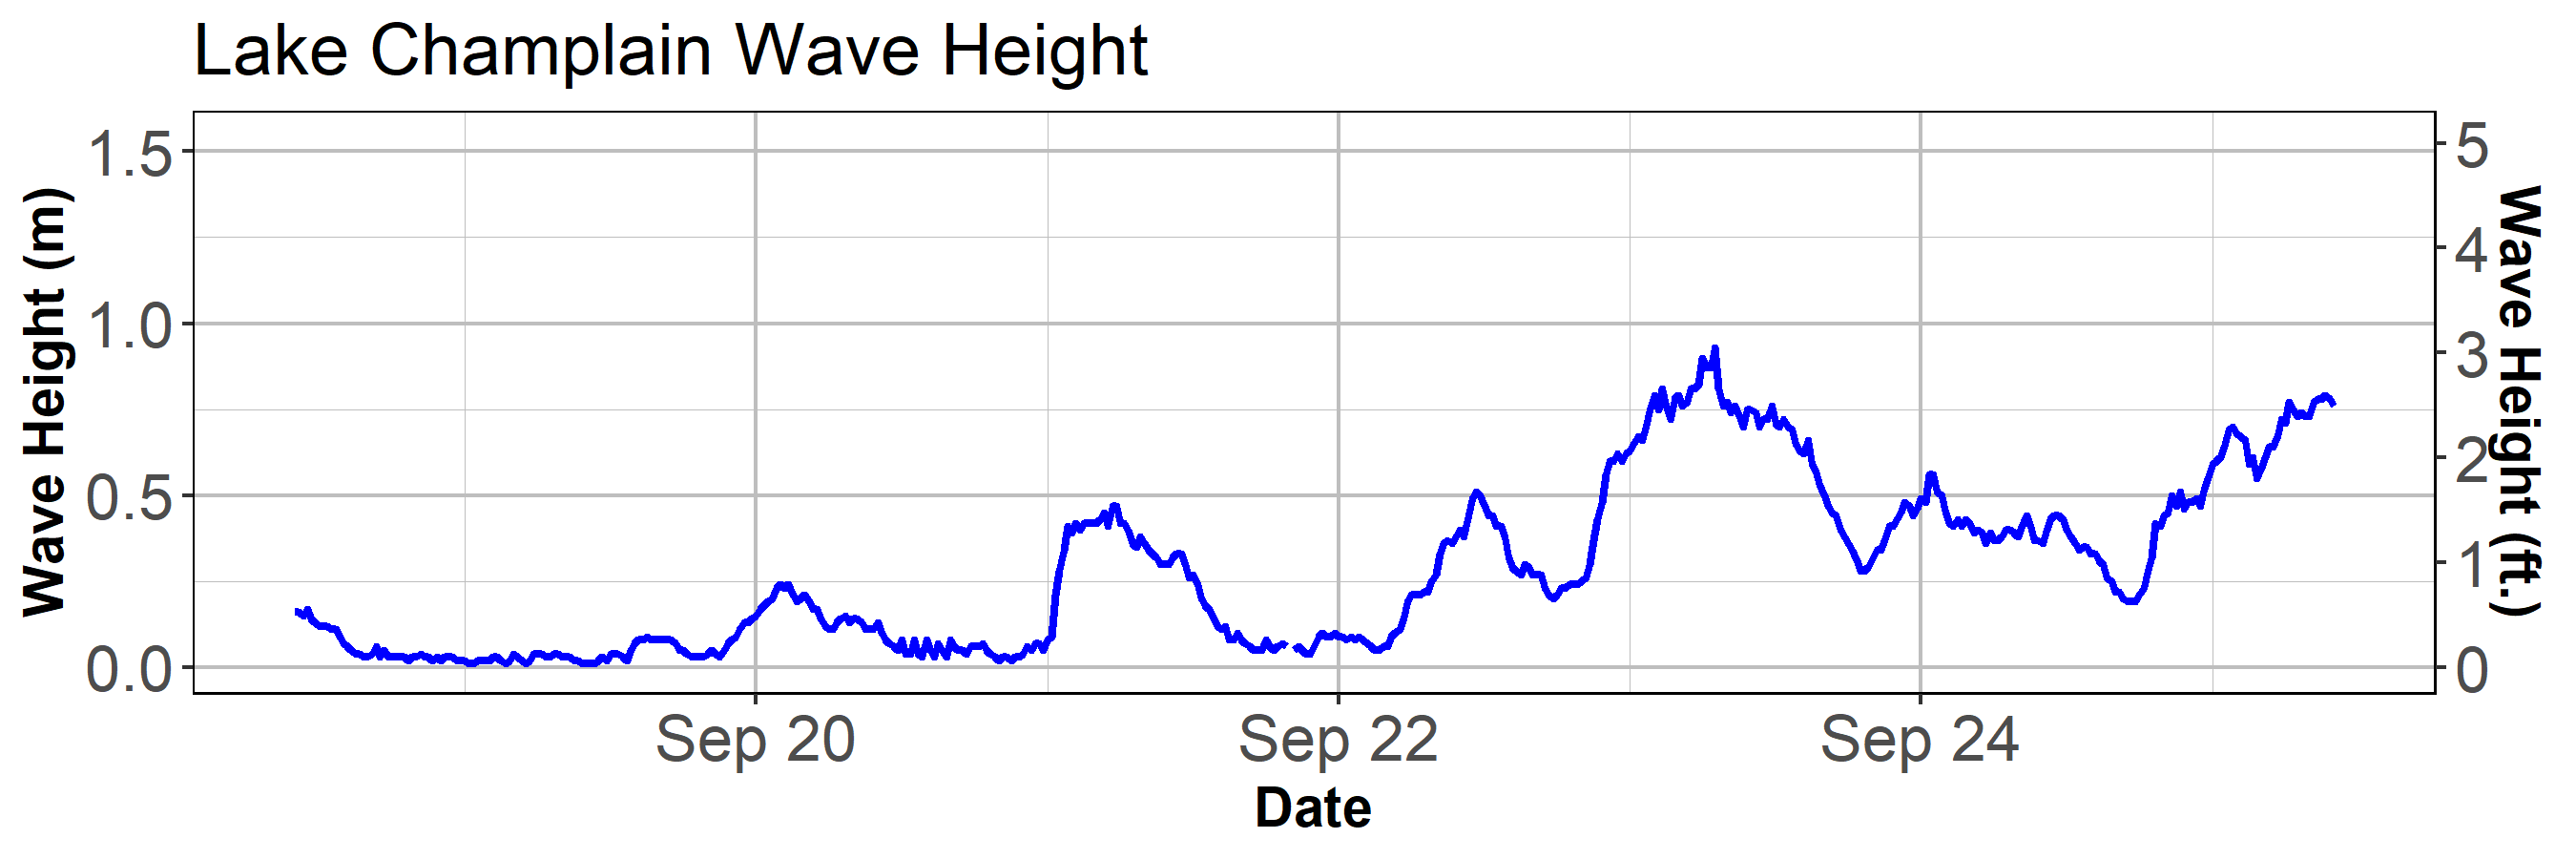 Lake Champlain Wave Height
Wave Height (m)
1.5
1.0
0.5
0.0
5
4
3
2
1
0
Wave Height (ft.)
Sep 20
Sep 22
Sep 24
Date